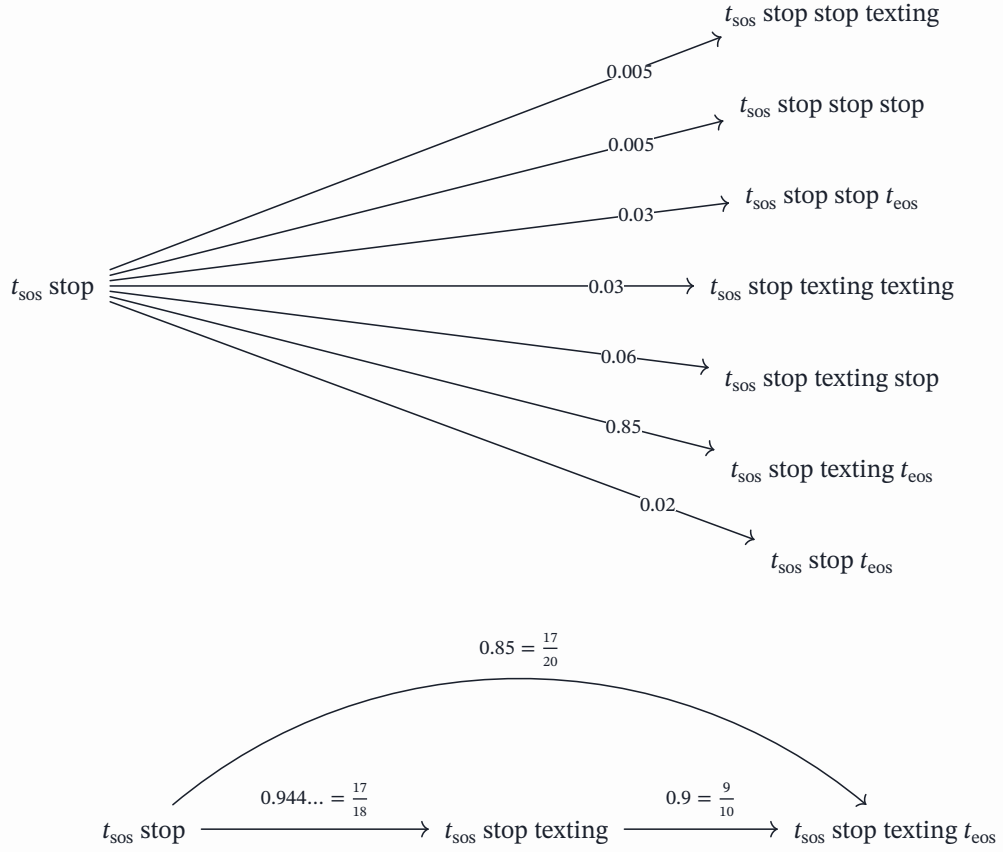 t_sos stop stop texting
0.005
t_sos stop stop stop
0.005
t_sos stop stop t_eos
0.03
t_sos stop
0.03
t_sos stop texting texting
0.06
t_sos stop texting stop
0.85
t_sos stop texting t_eos
0.02
t_sos stop t_eos
0.85 = 17/20
0.944... = 17/18
0.9 = 9/10
t_sos stop
t_sos stop texting
t_sos stop texting t_eos